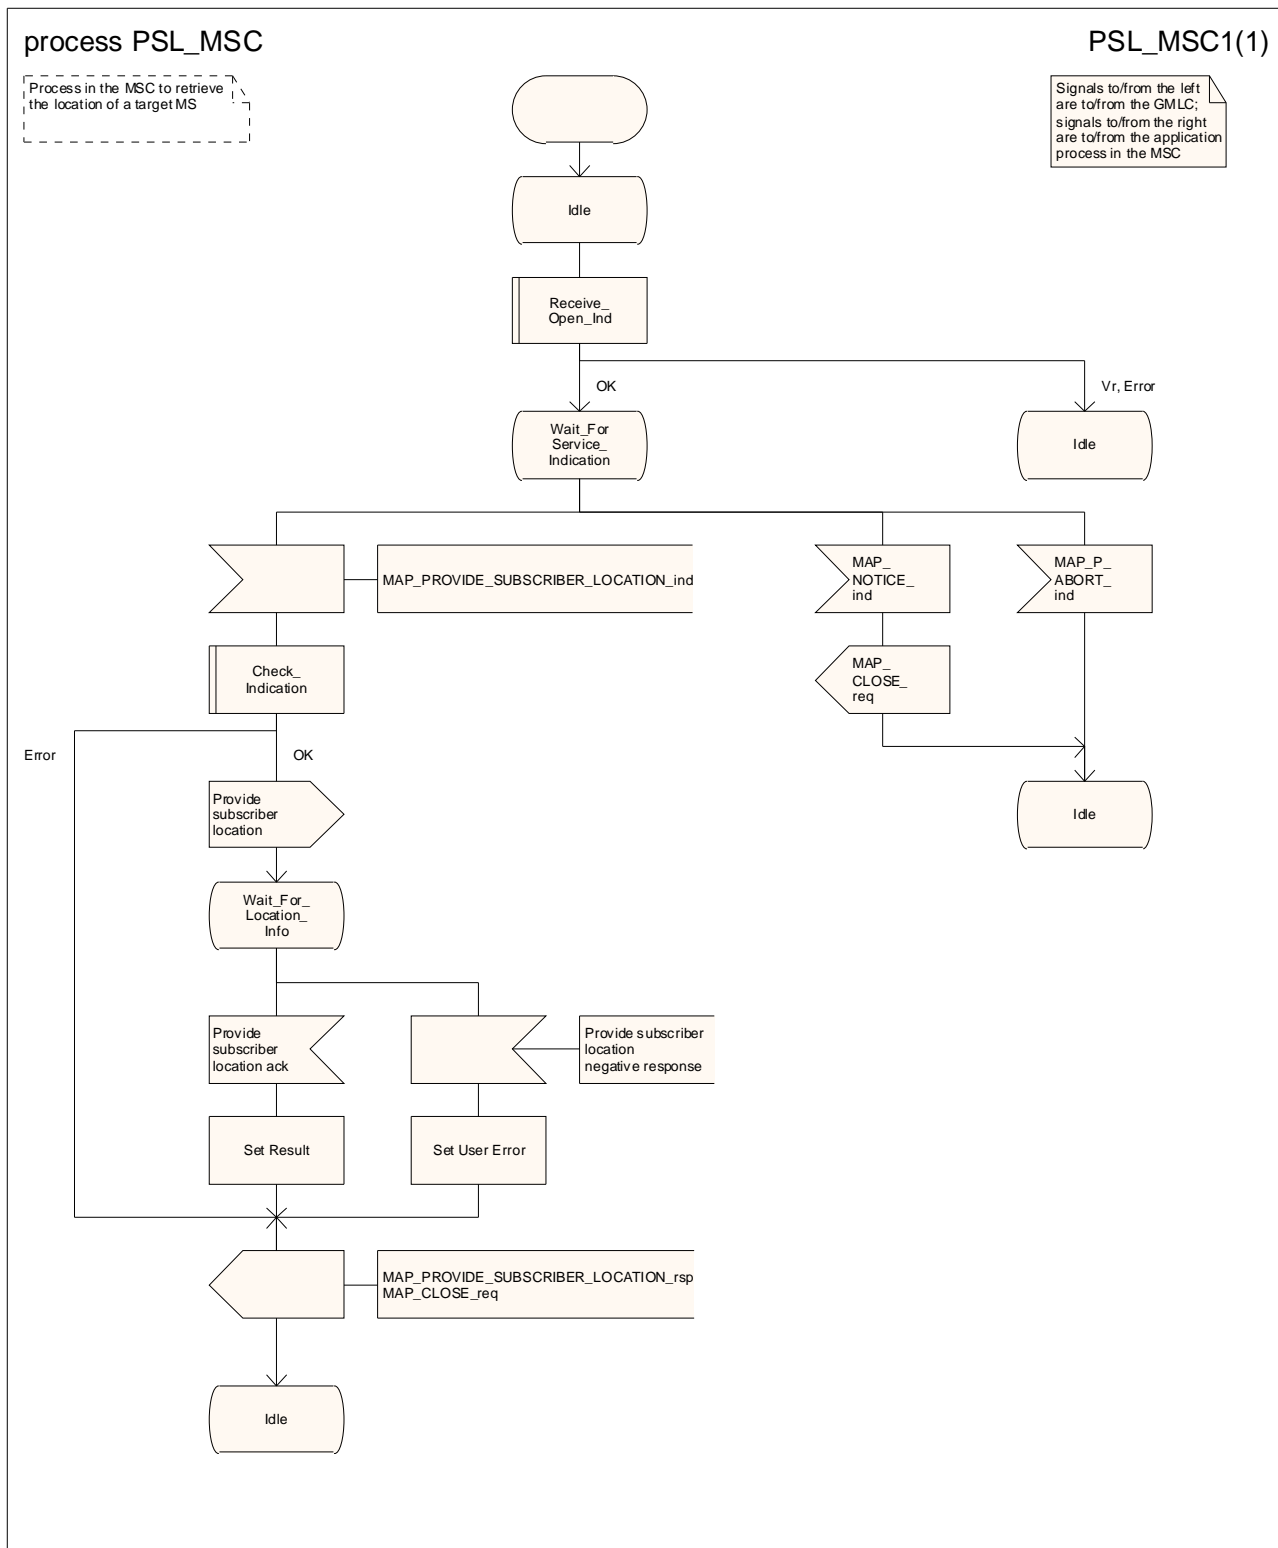 process PSL_MSC
PSL_MSC1(1)
Process in the MSC to retrieve
the location of a target MS
Signals to/from the left
are to/from the GMLC;
signals to/from the right
are to/from the application
process in the MSC
Idle
Receive_
Open_Ind
OK
Vr, Error
Wait_For
Service_
Indication
Idle
MAP_PROVIDE_SUBSCRIBER_LOCATION_ind
MAP_
NOTICE_
ind
MAP_P_
ABORT_
ind
Check_
Indication
MAP_
CLOSE_
req
Error
OK
Provide
subscriber
location
Idle
Wait_For_
Location_
Info
Provide
subscriber
location ack
Provide subscriber
location
negative response
Set Result
Set User Error
MAP_PROVIDE_SUBSCRIBER_LOCATION_rsp
MAP_CLOSE_req
Idle